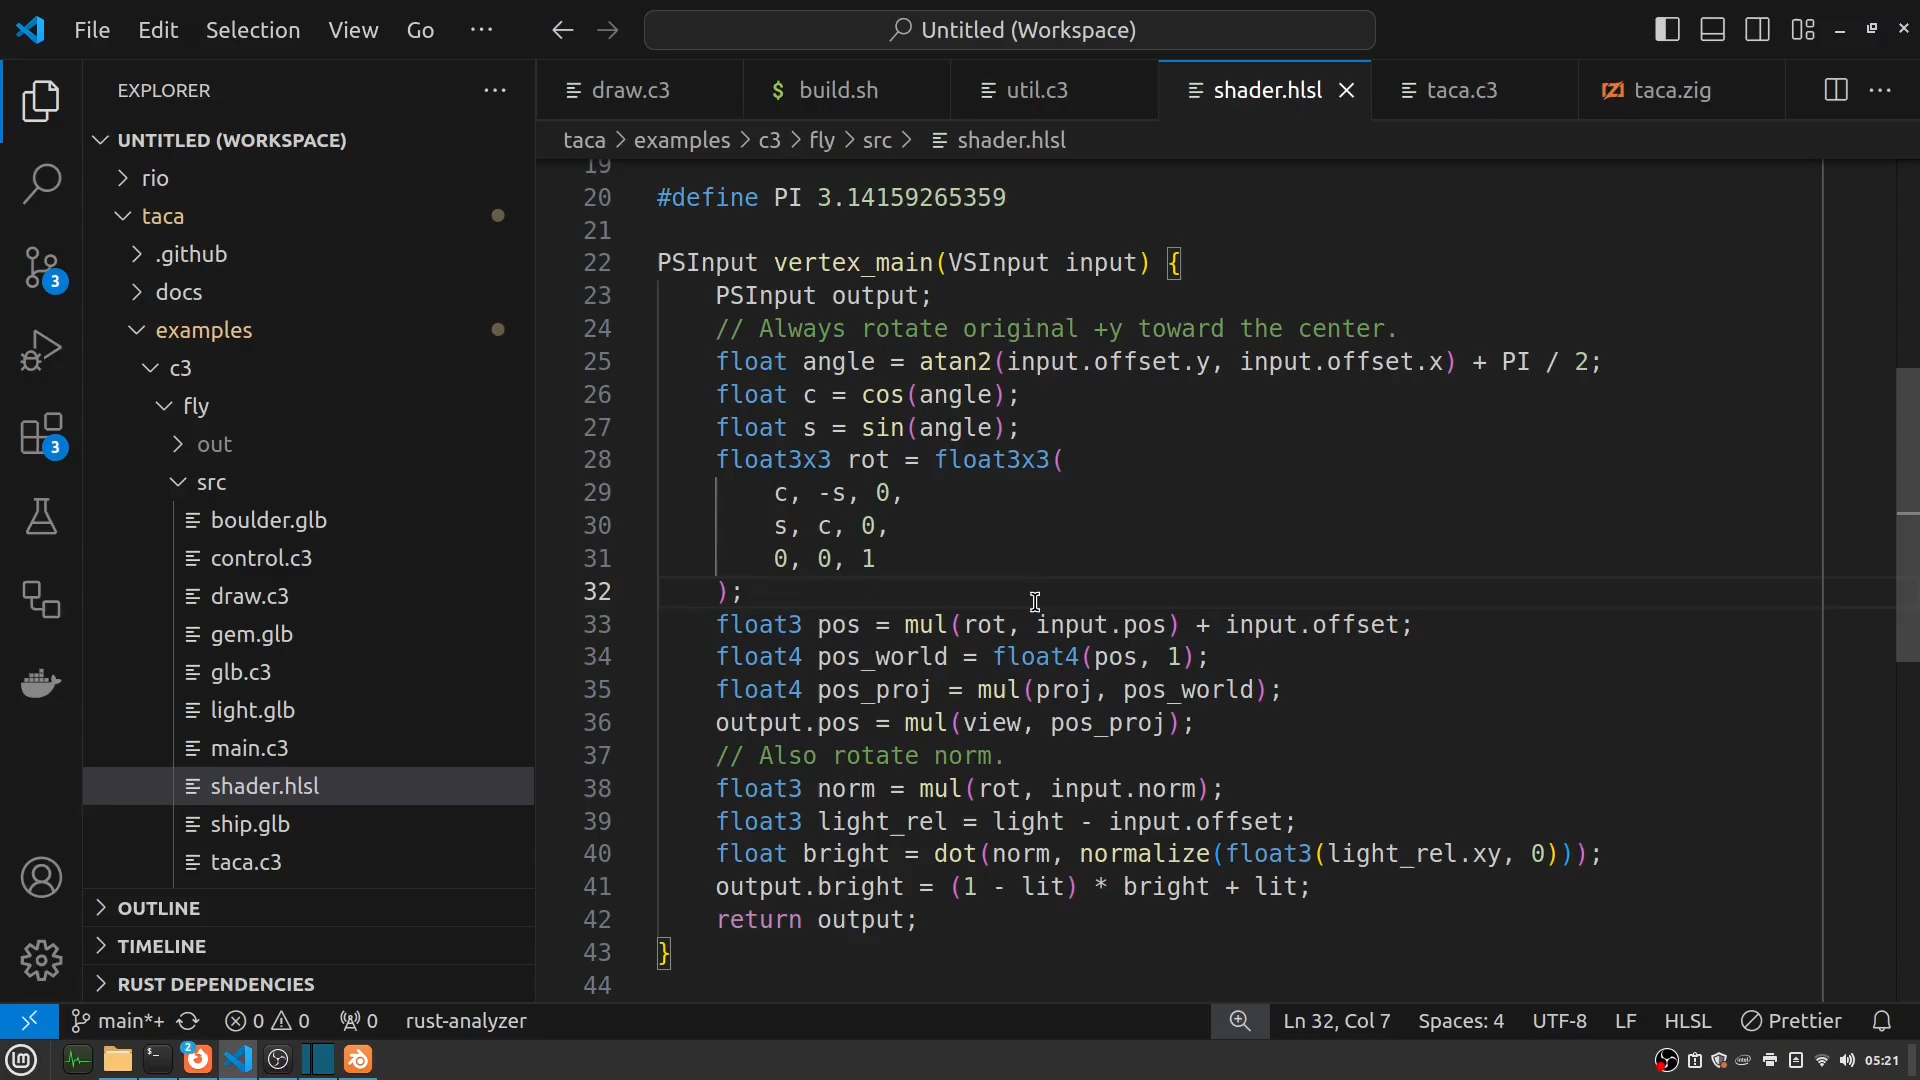 File Edit Selection View Go ···
Untitled (Workspace)
EXPLORER
UNTITLED (WORKSPACE)
rio
taca
.github
docs
examples
c3
fly
out
src
boulder.glb
control.c3
draw.c3
gem.glb
glb.c3
light.glb
main.c3
shader.hlsl
ship.glb
taca.c3
OUTLINE
TIMELINE
RUST DEPENDENCIES
3
3
draw.c3 $ build.sh util.c3 shader.hlsl taca.c3 taca.zig
taca > examples > c3 > fly > src > shader.hlsl
19
20 #define PI 3.14159265359
21
22 PSInput vertex_main(VSInput input) {
23 PSInput output;
24 // Always rotate original +y toward the center.
25 float angle = atan2(input.offset.y, input.offset.x) + PI / 2;
26 float c = cos(angle);
27 float s = sin(angle);
28 float3x3 rot = float3x3(
29 c, -s, 0,
30 s, c, 0,
31 0, 0, 1
32 );
33 float3 pos = mul(rot, input.pos) + input.offset;
34 float4 pos_world = float4(pos, 1);
35 float4 pos_proj = mul(proj, pos_world);
36 output.pos = mul(view, pos_proj);
37 // Also rotate norm.
38 float3 norm = mul(rot, input.norm);
39 float3 light_rel = light - input.offset;
40 float bright = dot(norm, normalize(float3(light_rel.xy, 0)));
41 output.bright = (1 - lit) * bright + lit;
42 return output;
43 }
44
main*+ 0 0 0 rust-analyzer Ln 32, Col 7 Spaces: 4 UTF-8 LF HLSL Prettier
2 05:21